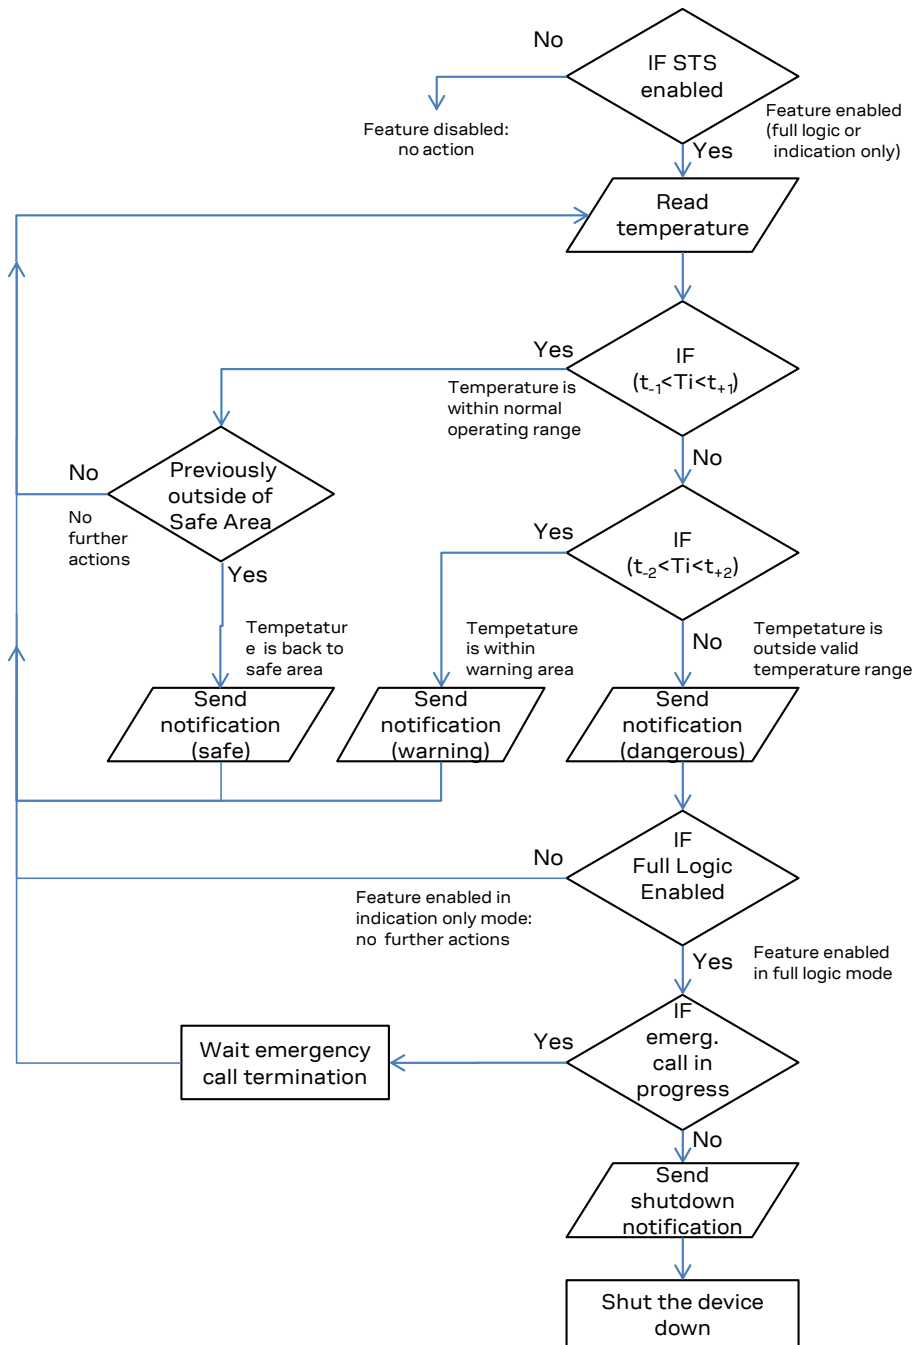 No
IF STS
enabled
Feature enabled
(full logic or
indication only)
Feature disabled:
no action
Yes
Read
temperature
Yes
IF
(t-1<Ti<t+1)
Temperature is
within normal
operating range
No
No
Previously
outside of
Safe Area
No
further
actions
Yes
IF
(t-2<Ti<t+2)
Yes
Tempetatur
e is back to
safe area
Tempetature
is within
warning area
No
Tempetature is
outside valid
temperature range
Send
notification
(safe)
Send
notification
(warning)
Send
notification
(dangerous)
No
IF
Full Logic
Enabled
Feature enabled in
indication only mode:
no further actions
Yes
Feature enabled
in full logic mode
Wait emergency
call termination
Yes
IF
emerg.
call in
progress
No
Send
shutdown
notification
Shut the device
down